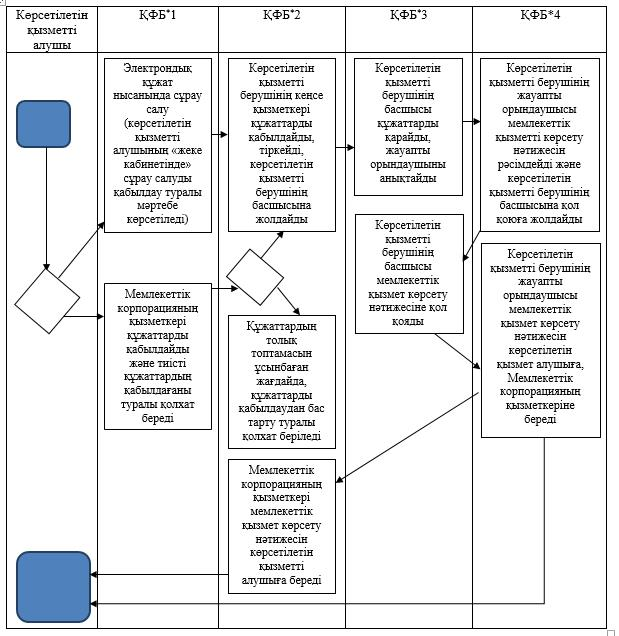 Көрсетілетін
қызметті
алушы
ҚФБ*1
ҚФБ*2
ҚФБ*3
ҚФБ*4
Электрондық
құжат
нысанында сұрау
салу
(көрсетілетін
қызметті
алушының «жеке
кабинетінде»
сұрау салуды
қабылдау туралы
мәртебе
көрсетіледі)
Көрсетілетін
қызметті
берушінің кеңсе
қызметкері
құжаттарды
қабылдайды,
тіркейді,
көрсетілетін
қызметті
берушінің
басшысына
жолдайды
Көрсетілетін
қызметті
берушінің
басшысы
құжаттарды
қарайды,
жауапты
орындаушыны
анықтайды
Көрсетілетін
қызметті берушінің
жауапты
орындаушысы
мемлекеттік
қызметті көрсету
нәтижесін
рәсімдейді және
көрсетілетін
қызметті берушінің
басшысына қол
қоюға жолдайды
Мемлекеттік
корпорацияның
қызметкері
құжаттарды
қабылдайды
және тиісті
құжаттардың
қабылдағаны
туралы қолхат
береді
Құжаттардың
толық
топтамасын
ұсынбаған
жағдайда,
құжаттарды
қабылдаудан бас
тарту туралы
қолхат беріледі
Көрсетілетін
қызметті
берушінің
басшысы
мемлекеттік
қызмет көрсету
нәтижесіне қол
қояды
Көрсетілетін
қызметті берушінің
жауапты
орындаушысы
мемлекеттік
қызмет көрсету
нәтижесін
көрсетілетін
қызмет алушыға,
Мемлекеттік
корпорацияның
қызметкеріне
береді
Мемлекеттік
корпорацияның
қызметкері
мемлекеттік
қызмет көрсету
нәтижесін
көрсетілетін
қызметті
алушыға береді